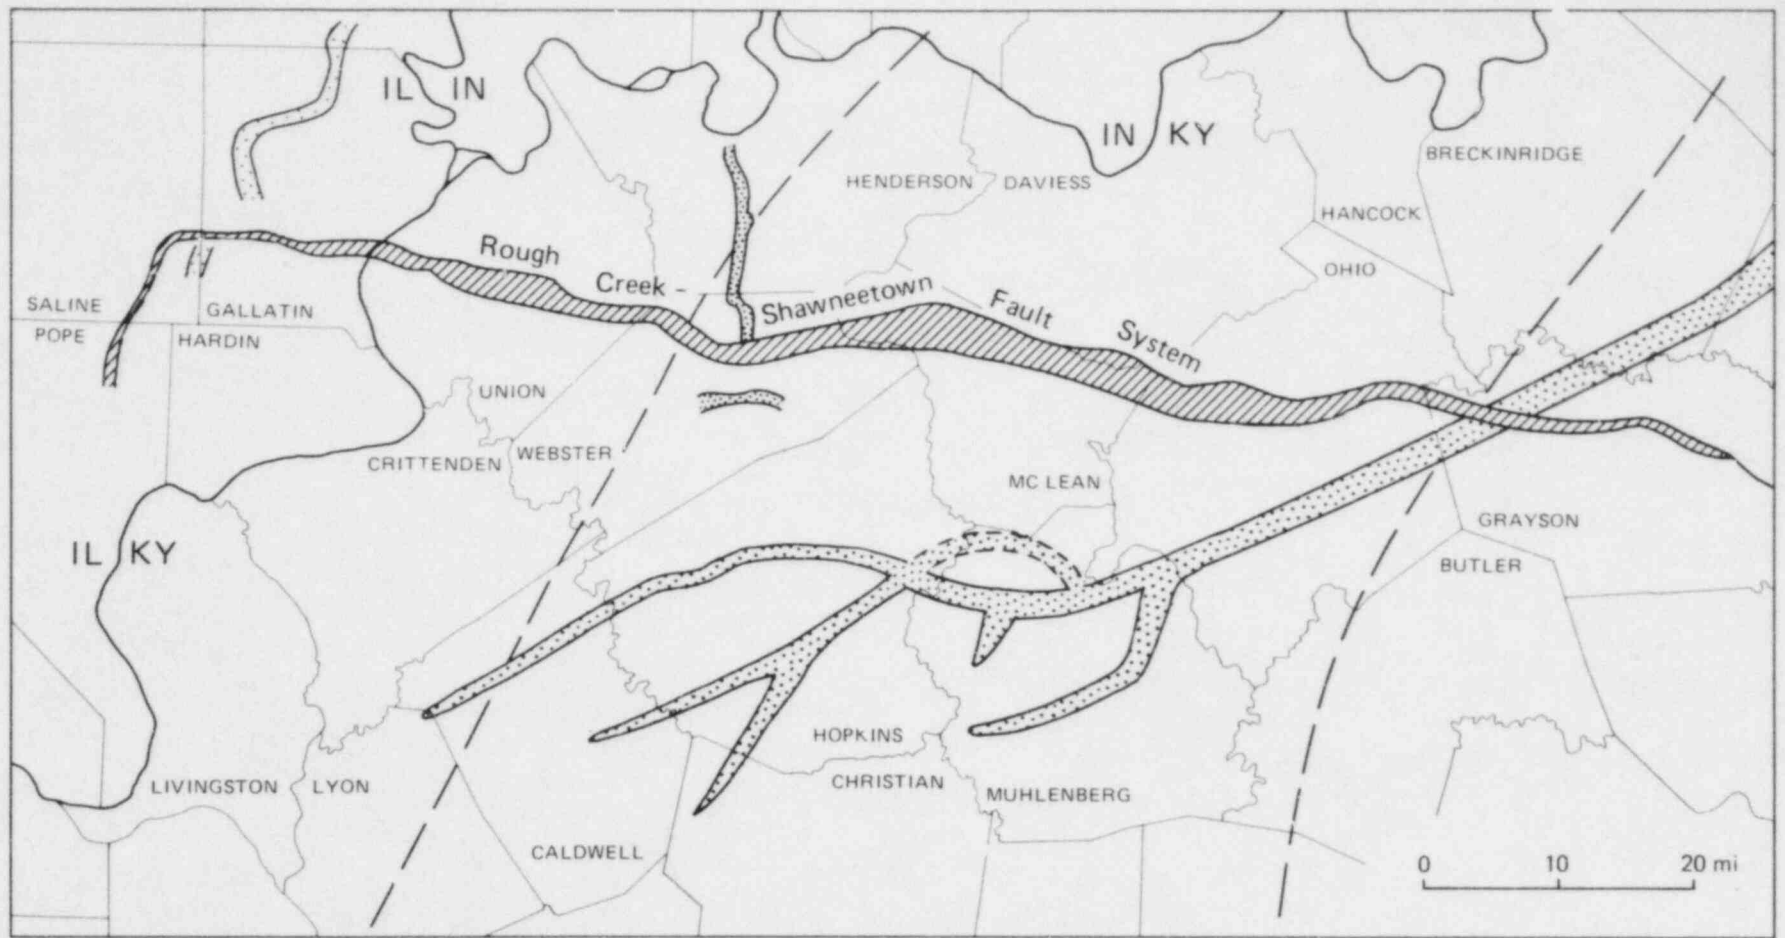 IL IN
IN KY
BRECKINRIDGE
HENDERSON DAVIESS
HANCOCK
Rough
Creek
Shawneetown
Fault
System
OHIO
SALINE
GALLATIN
POPE
HARDIN
UNION
CRITTENDEN WEBSTER
MC LEAN
GRAYSON
BUTLER
IL KY
HOPKINS
CHRISTIAN
LIVINGSTON LYON
MUHLENBERG
CALDWELL
0 10 20 mi